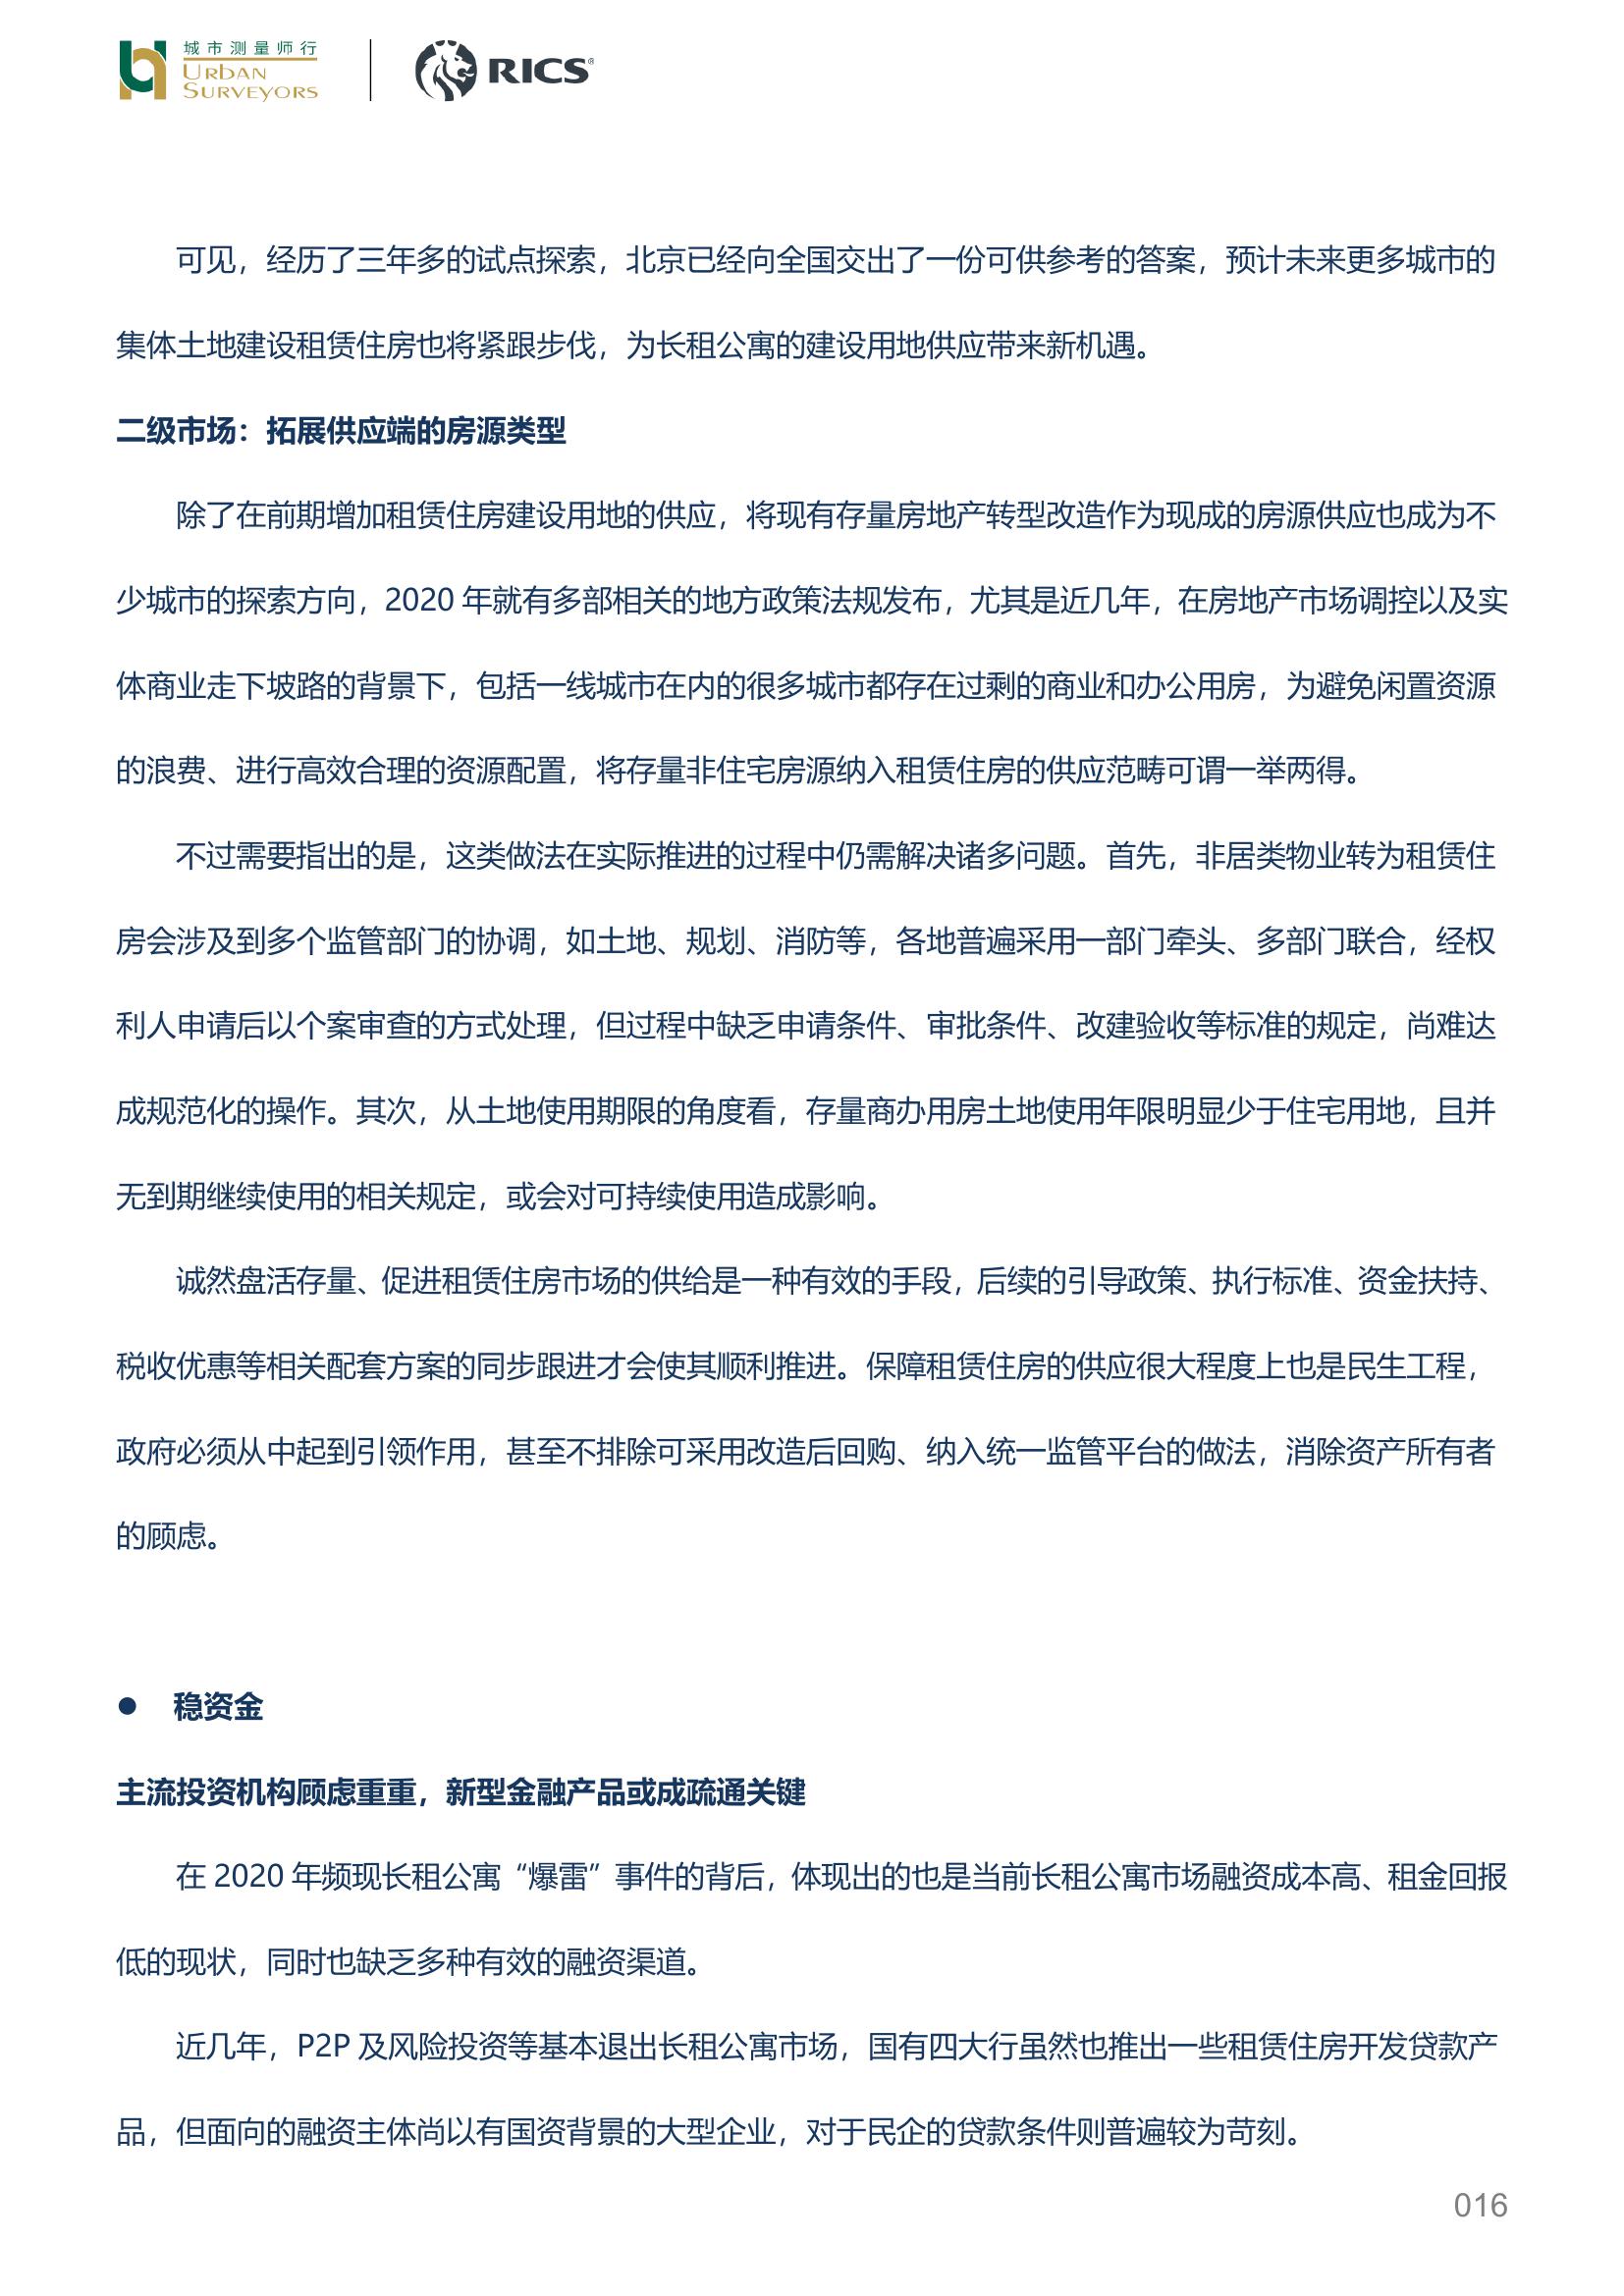 城市测量师行
URBAN
SURVEYORS
RICS®
可见，经历了三年多的试点探索，北京已经向全国交出了一份可供参考的答案，预计未来更多城市的
集体土地建设租赁住房也将紧跟步伐，为长租公寓的建设用地供应带来新机遇。
二级市场：拓展供应端的房源类型
除了在前期增加租赁住房建设用地的供应，将现有存量房地产转型改造作为现成的房源供应也成为不
少城市的探索方向，2020 年就有多部相关的地方政策法规发布，尤其是近几年，在房地产市场调控以及实
体商业走下坡路的背景下，包括一线城市在内的很多城市都存在过剩的商业和办公用房，为避免闲置资源
的浪费、进行高效合理的资源配置，将存量非住宅房源纳入租赁住房的供应范畴可谓一举两得。
不过需要指出的是，这类做法在实际推进的过程中仍需解决诸多问题。首先，非居类物业转为租赁住
房会涉及到多个监管部门的协调，如土地、规划、消防等，各地普遍采用一部门牵头、多部门联合，经权
利人申请后以个案审查的方式处理，但过程中缺乏申请条件、审批条件、改建验收等标准的规定，尚难达
成规范化的操作。其次，从土地使用期限的角度看，存量商办用房土地使用年限明显少于住宅用地，且并
无到期继续使用的相关规定，或会对可持续使用造成影响。
诚然盘活存量、促进租赁住房市场的供给是一种有效的手段，后续的引导政策、执行标准、资金扶持、
税收优惠等相关配套方案的同步跟进才会使其顺利推进。保障租赁住房的供应很大程度上也是民生工程，
政府必须从中起到引领作用，甚至不排除可采用改造后回购、纳入统一监管平台的做法，消除资产所有者
的顾虑。
● 稳资金
主流投资机构顾虑重重，新型金融产品或成疏通关键
在 2020 年频现长租公寓“爆雷”事件的背后，体现出的也是当前长租公寓市场融资成本高、租金回报
低的现状，同时也缺乏多种有效的融资渠道。
近几年，P2P 及风险投资等基本退出长租公寓市场，国有四大行虽然也推出一些租赁住房开发贷款产
品，但面向的融资主体尚以有国资背景的大型企业，对于民企的贷款条件则普遍较为苛刻。
016